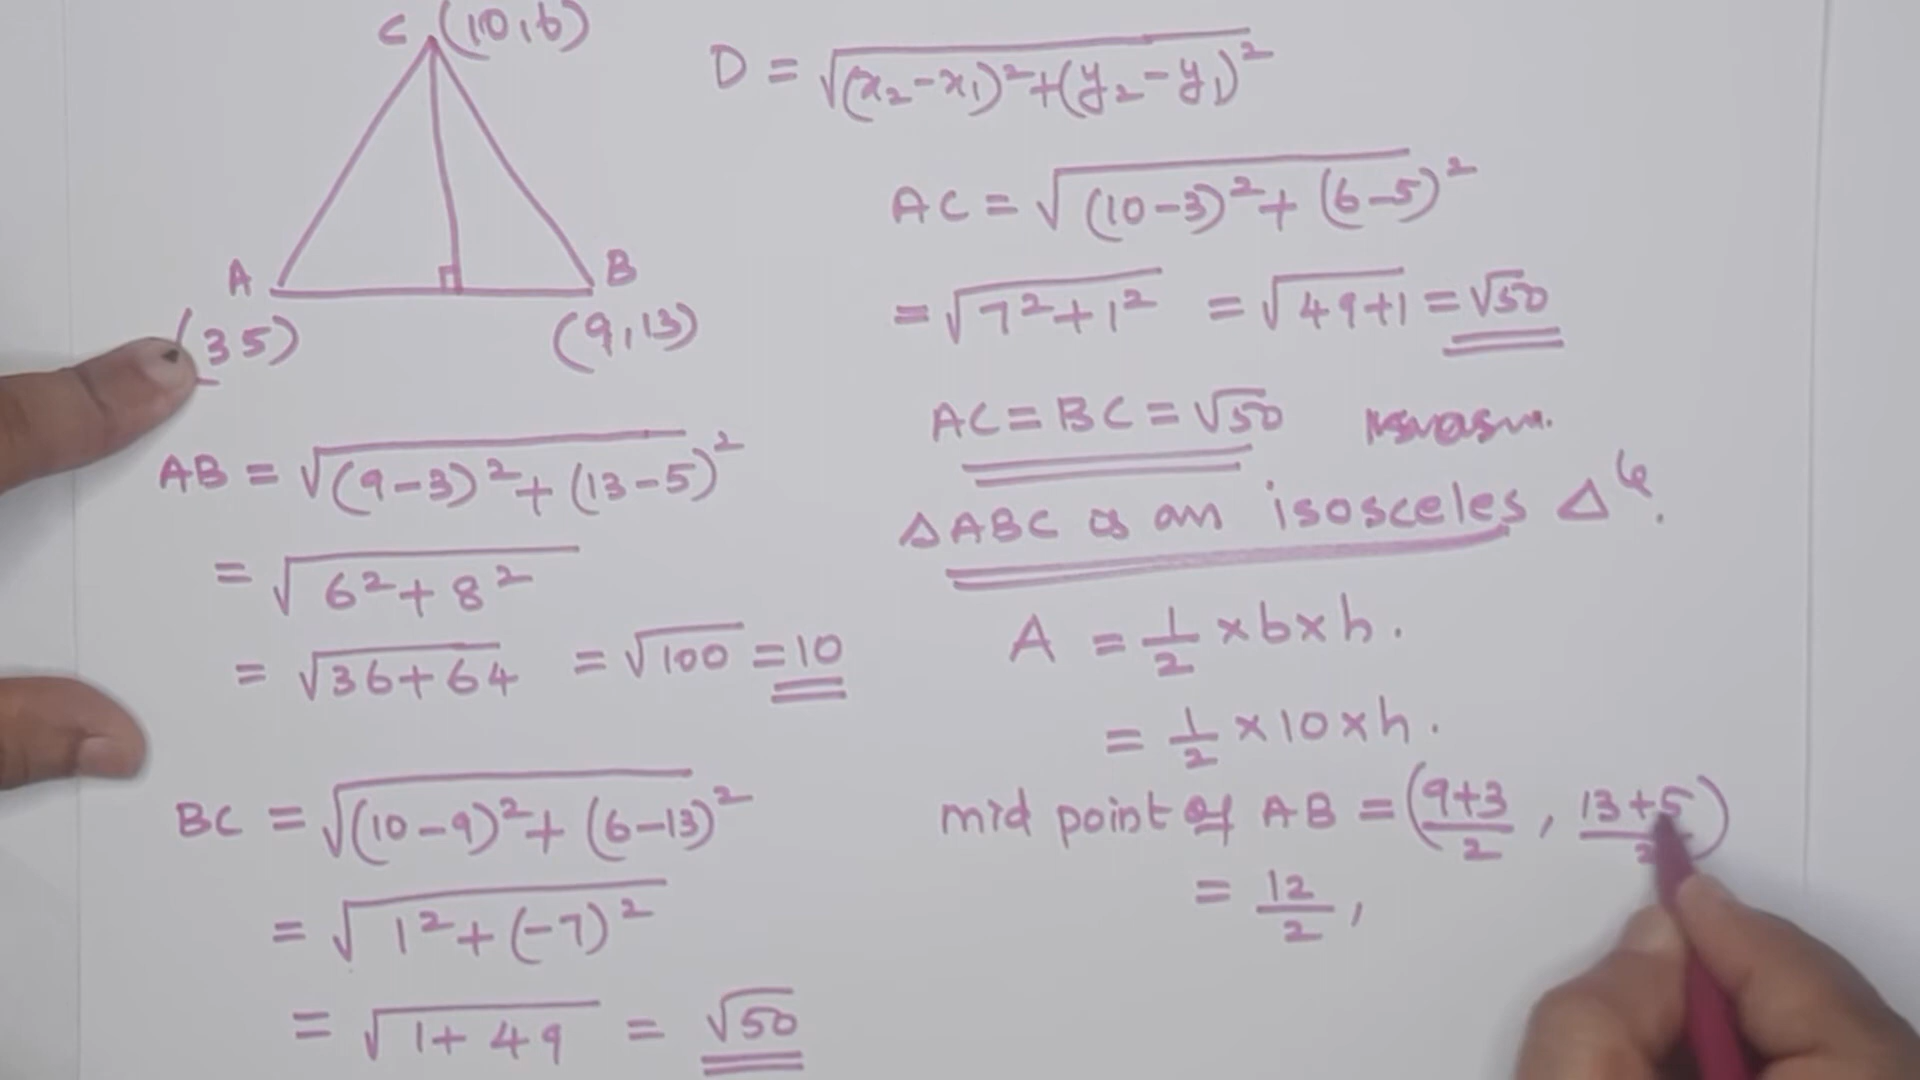 C (10,6)
A
B
(3 5)
(9,13)
AB = √(9-3)² + (13-5)²
= √6² + 8²
= √36+64 = √100 = 10
BC = √(10-9)² + (6-13)²
= √1² + (-7)²
= √1 + 49 = √50
D = √(x₂-x₁)² + (y₂-y₁)²
AC = √(10-3)² + (6-5)²
= √7² + 1² = √49+1 = √50
AC = BC = √50
△ABC is an isosceles △
A = 1/2 × b × h.
= 1/2 × 10 × h.
mid point of AB = (9+3/2, 13+5/2)
= 12/2,